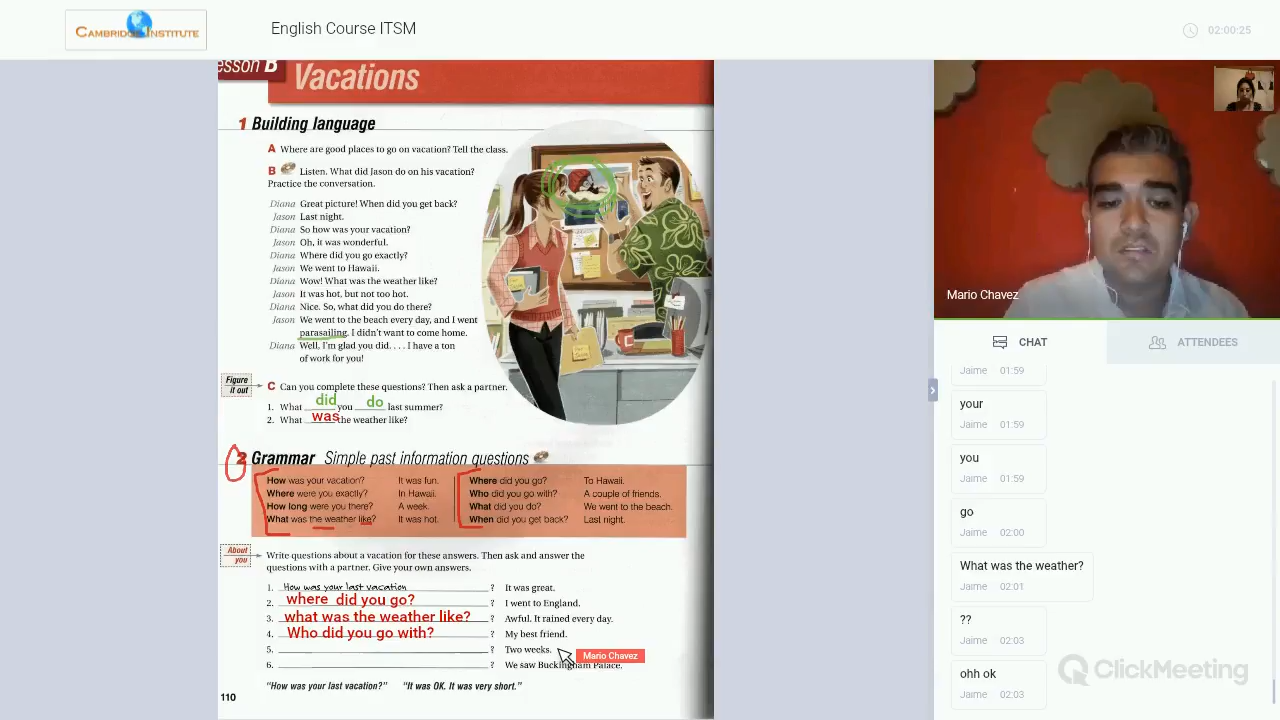 CAMBRIDGE INSTITUTE
English Course ITSM
02:00:25
esson B
Vacations
1 Building language
A Where are good places to go on vacation? Tell the class.
B Listen. What did Jason do on his vacation?
Practice the conversation.
Diana Great picture! When did you get back?
Jason Last night.
Diana So how was your vacation?
Jason Oh, it was wonderful.
Diana Where did you go exactly?
Jason We went to Hawaii.
Diana Wow! What was the weather like?
Jason It was hot, but not too hot.
Diana Nice. So, what did you do there?
Jason We went to the beach every day, and I went
parasailing. I didn't want to come home.
Diana Well, I'm glad you did. . . . I have a ton
of work for you!
Figure
it out
C Can you complete these questions? Then ask a partner.
1. What did you do last summer?
2. What was the weather like?
2 Grammar Simple past information questions
How was your vacation? It was fun. Where did you go? To Hawaii.
Where were you exactly? In Hawaii. Who did you go with? A couple of friends.
How long were you there? A week. What did you do? We went to the beach.
What was the weather like? It was hot. When did you get back? Last night.
About
you
Write questions about a vacation for these answers. Then ask and answer the
questions with a partner. Give your own answers.
1. How was your last vacation ? It was great.
2. where did you go? ? I went to England.
3. what was the weather like? ? Awful. It rained every day.
4. Who did you go with? ? My best friend.
5. ? Two weeks.
Mario Chavez
6. ? We saw Buckingham Palace.
"How was your last vacation?" "It was OK. It was very short."
110
Mario Chavez
CHAT
ATTENDEES
Jaime 01:59
your
Jaime 01:59
you
Jaime 01:59
go
Jaime 02:00
What was the weather?
Jaime 02:01
??
Jaime 02:03
ohh ok
Jaime 02:03
ClickMeeting